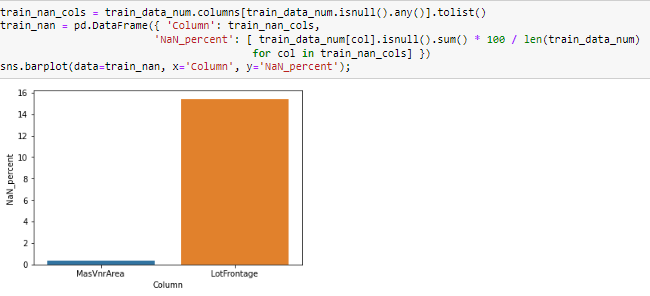 train_nan_cols = train_data_num.columns[train_data_num.isnull().any()].tolist()
train_nan = pd.DataFrame({ 'Column': train_nan_cols,
'NaN_percent': [ train_data_num[col].isnull().sum() * 100 / len(train_data_num)
for col in train_nan_cols] })
sns.barplot(data=train_nan, x='Column', y='NaN_percent');
16
14
12
10
8
6
4
2
0
NaN_percent
MasVnrArea LotFrontage
Column